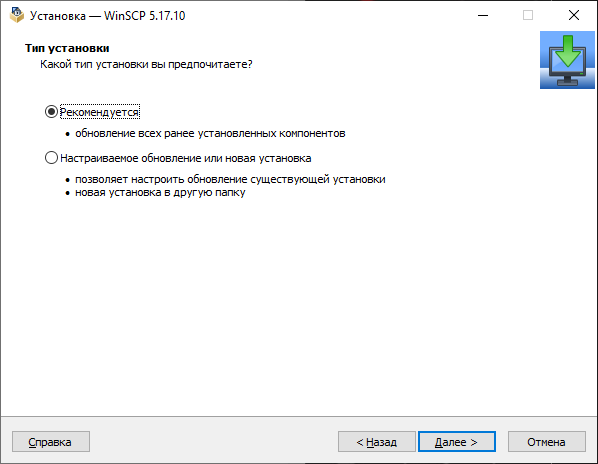 Установка — WinSCP 5.17.10
Тип установки
Какой тип установки вы предпочитаете?
Рекомендуется
• обновление всех ранее установленных компонентов
Настраиваемое обновление или новая установка
• позволяет настроить обновление существующей установки
• новая установка в другую папку
Справка
< Назад
Далее >
Отмена